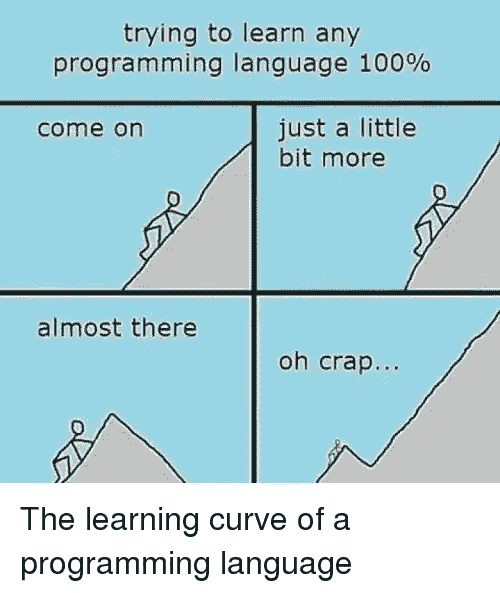 trying to learn any
programming language 100%
come on
just a little
bit more
almost there
oh crap...
The learning curve of a
programming language